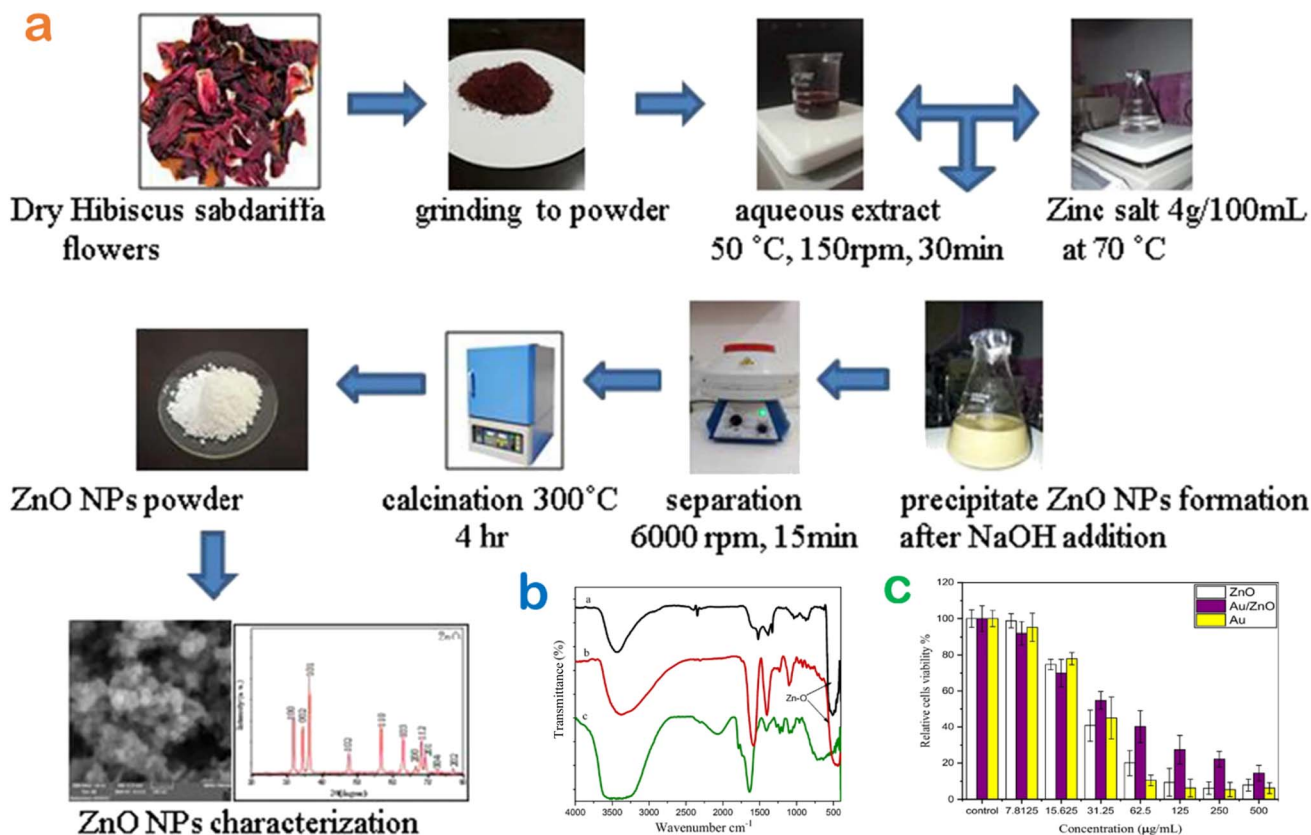 a
Dry Hibiscus sabdariffa
flowers
grinding to powder
aqueous extract
50 °C, 150rpm, 30min
Zinc salt 4g/100mL
at 70 °C
ZnO NPs powder
calcination 300°C
4 hr
separation
6000 rpm, 15min
precipitate ZnO NPs formation
after NaOH addition
ZnO
100
002
101
102
110
103
200
112
201
004
202
ZnO NPs characterization
b
a
b
c
Zn-O
Transmittance (%)
4000 3500 3000 2500 2000 1500 1000 500
Wavenumber cm-1
c
ZnO
Au/ZnO
Au
Relative cells viability %
120
100
80
60
40
20
0
control 7.8125 15.625 31.25 62.5 125 250 500
Concentration (µg/mL)